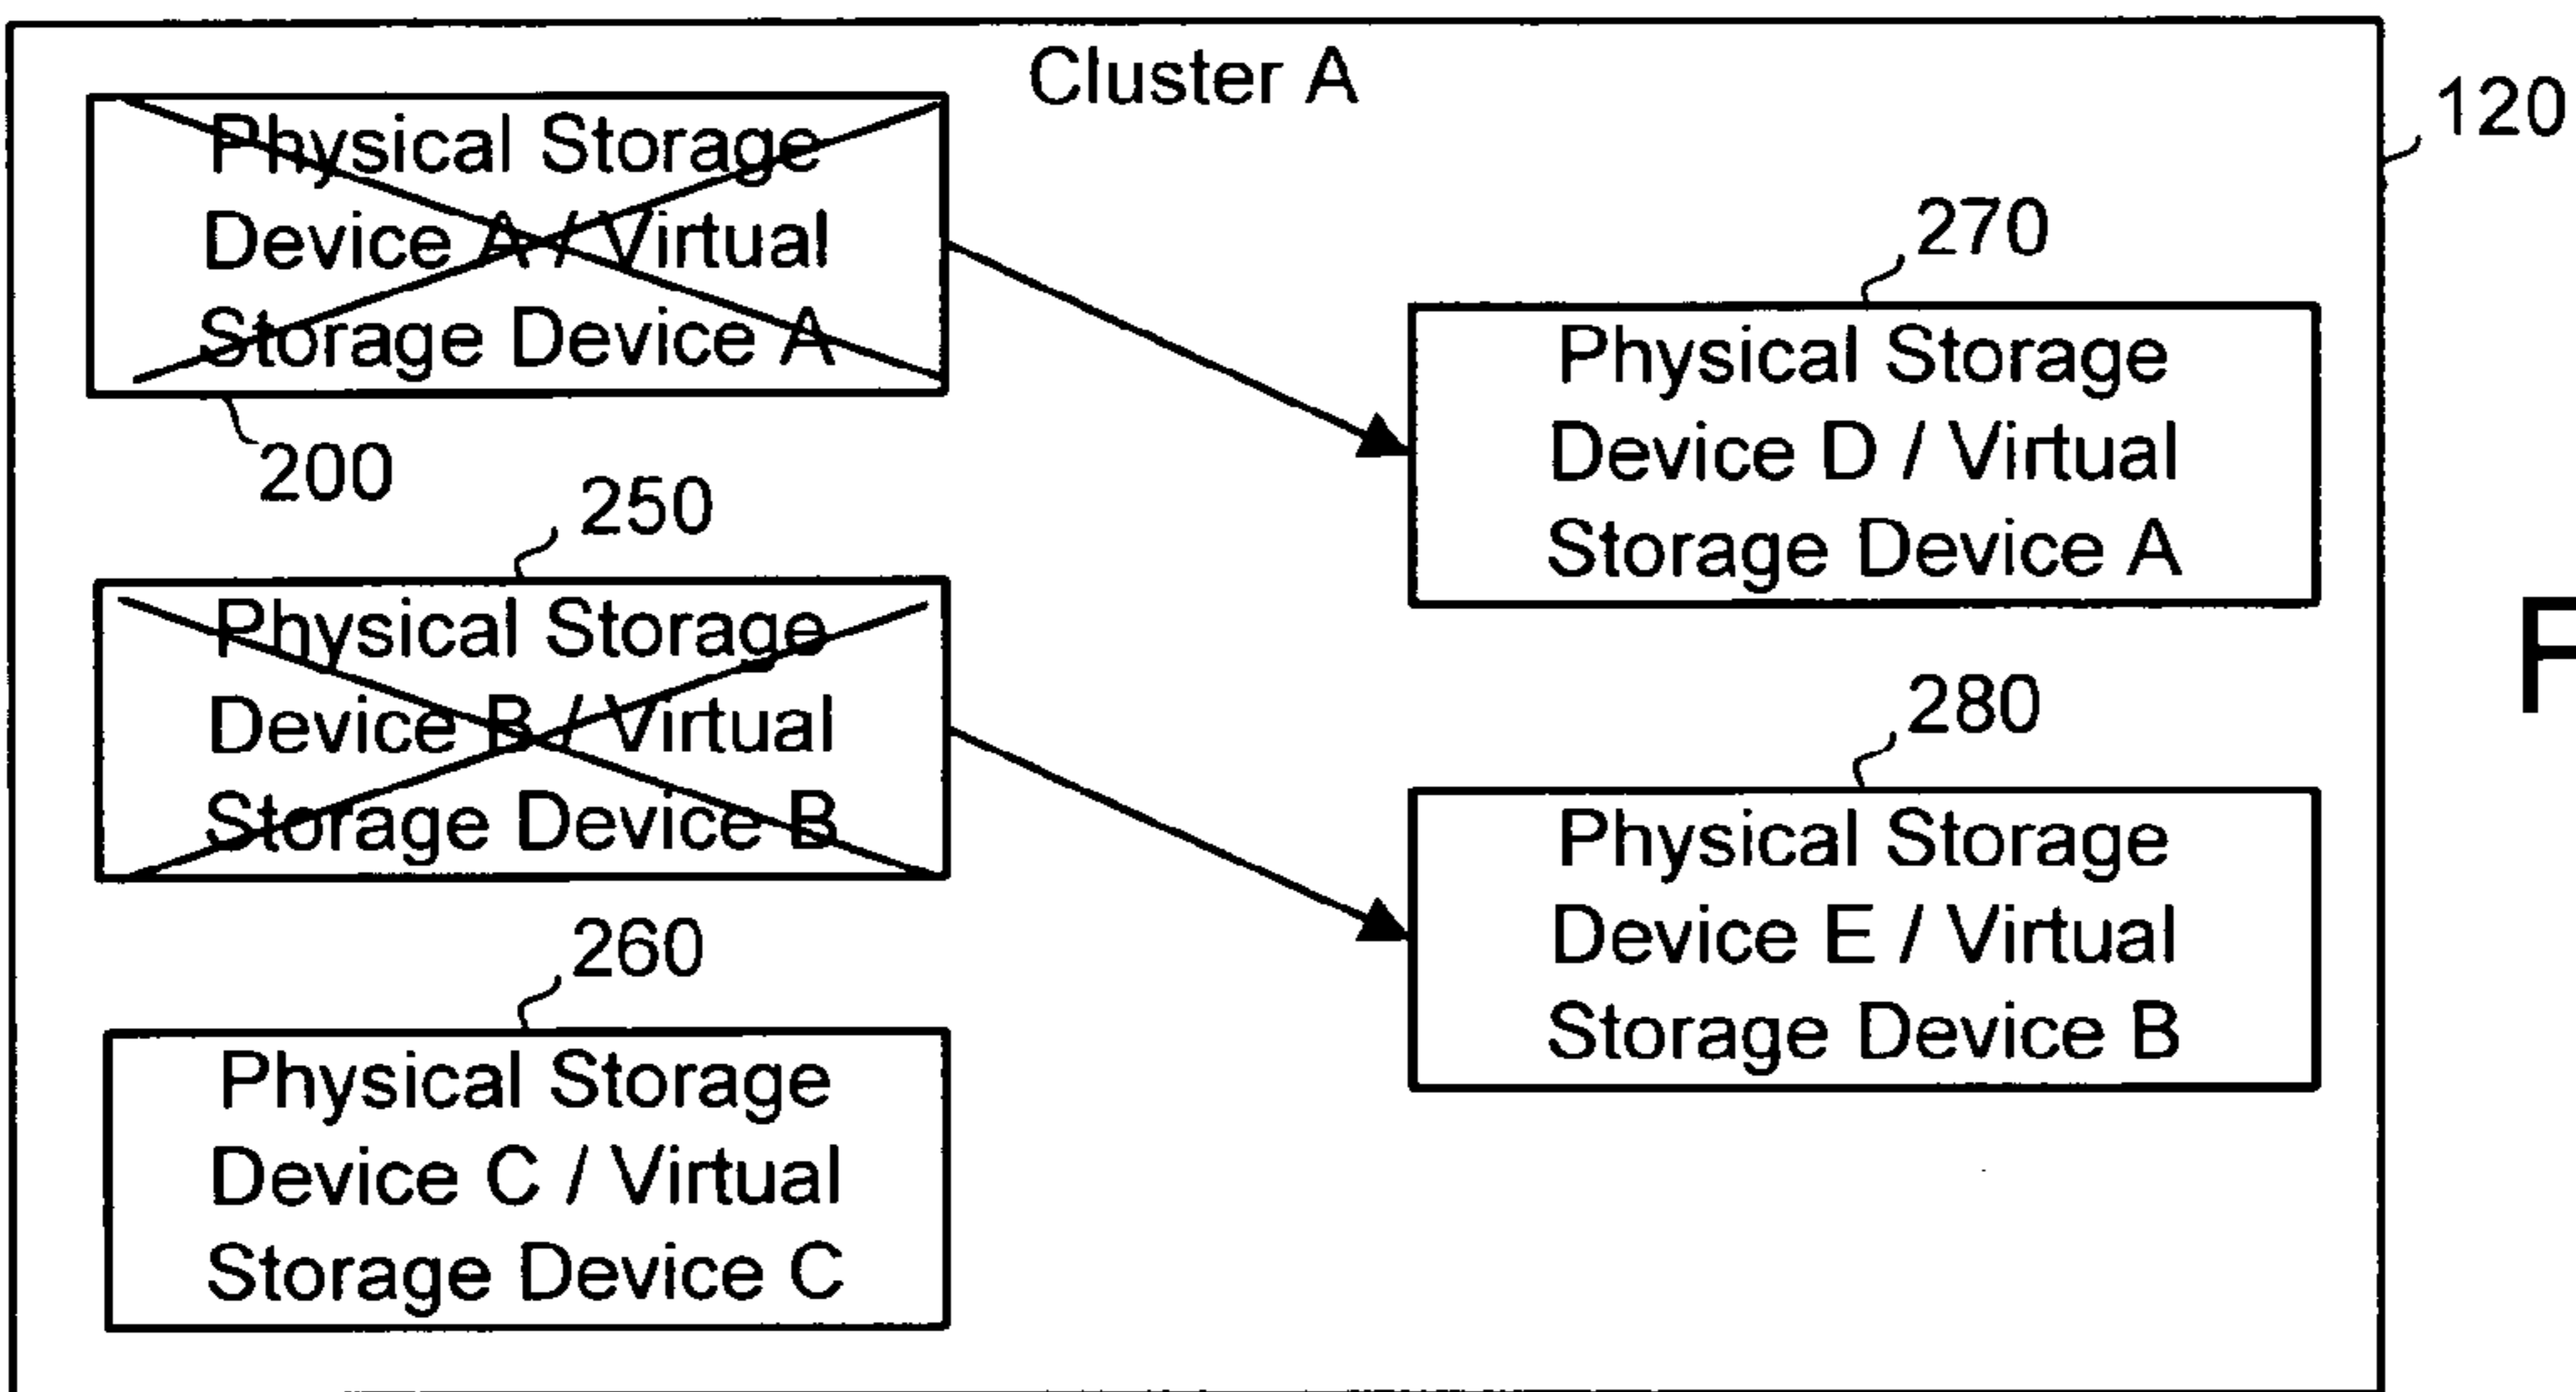 Cluster A
120
Physical Storage
Device A / Virtual
Storage Device A
200
270
Physical Storage
Device D / Virtual
Storage Device A
250
Physical Storage
Device B / Virtual
Storage Device B
280
Physical Storage
Device E / Virtual
Storage Device B
260
Physical Storage
Device C / Virtual
Storage Device C
F